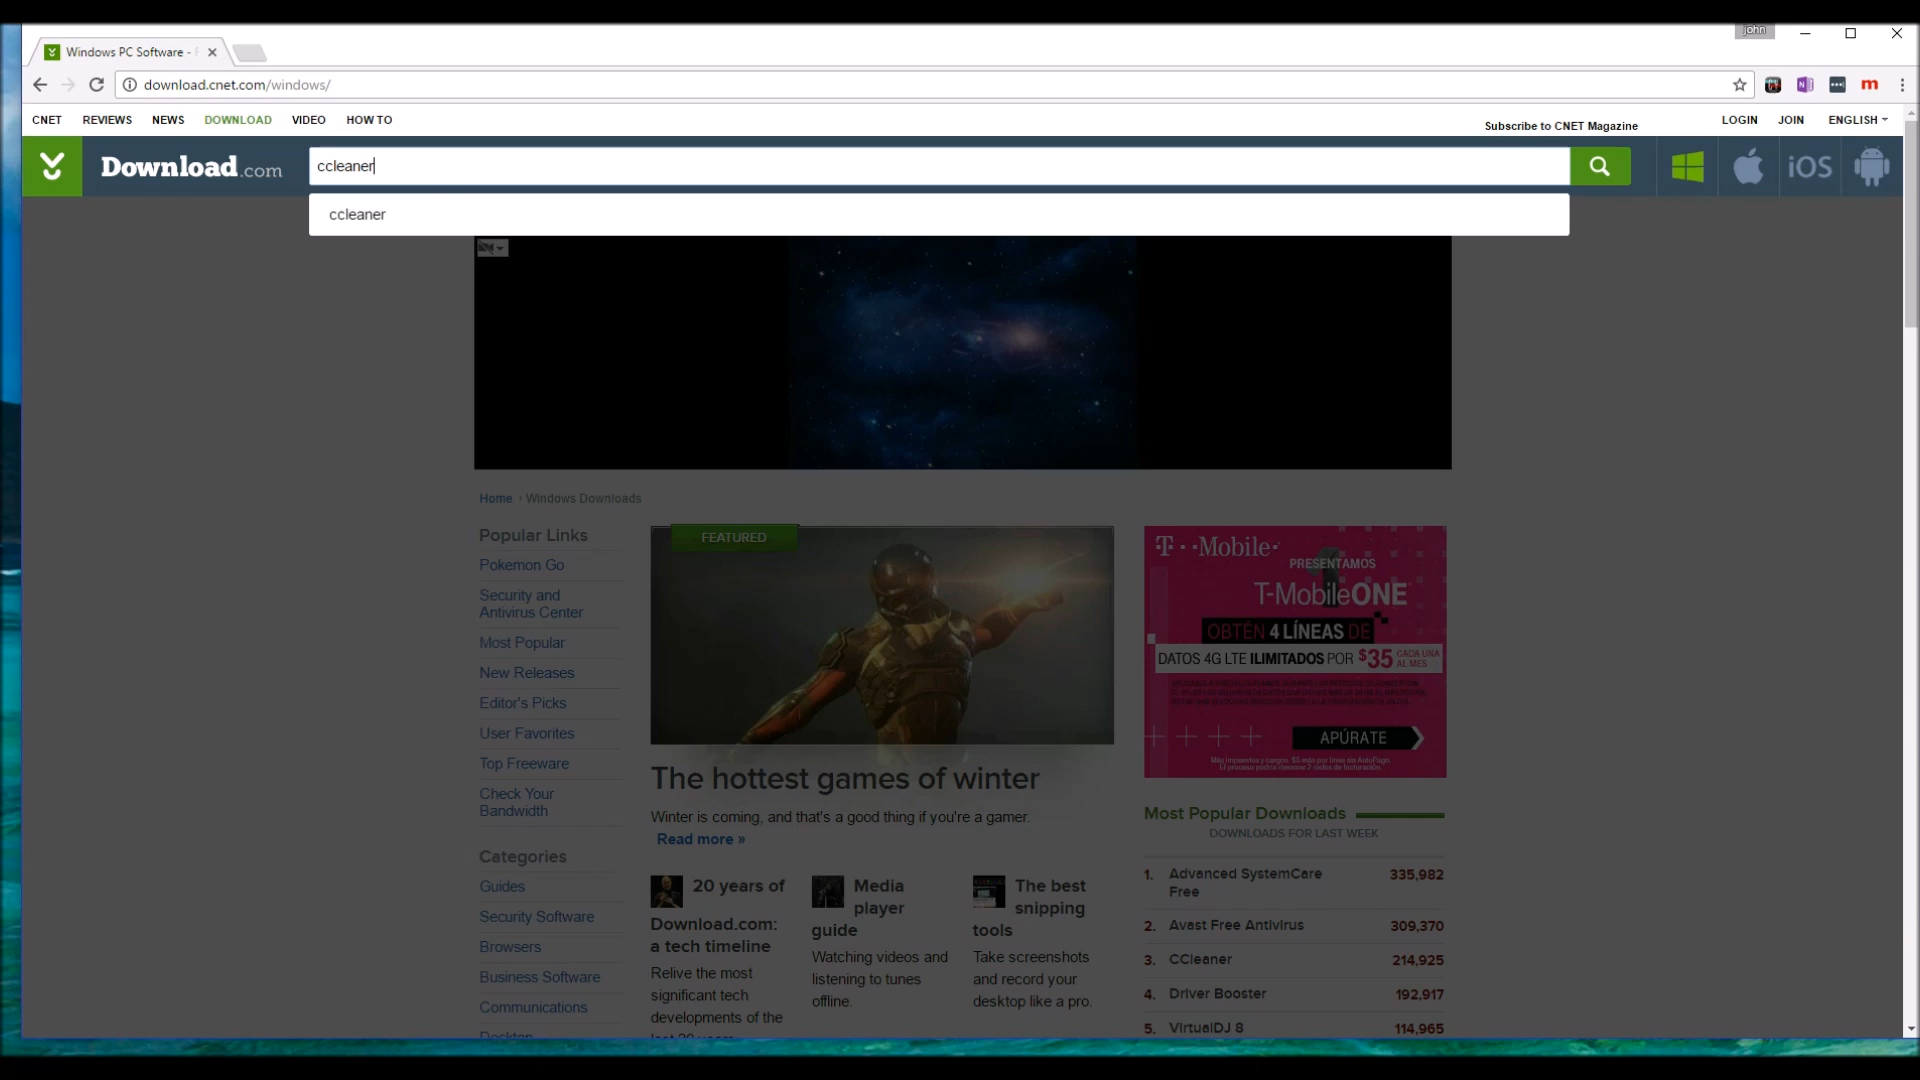 john
Windows PC Software -
download.cnet.com/windows/
CNET REVIEWS NEWS DOWNLOAD VIDEO HOW TO
Subscribe to CNET Magazine
LOGIN JOIN ENGLISH
Download.com
ccleaner
iOS
ccleaner
Home › Windows Downloads
Popular Links
Pokemon Go
Security and
Antivirus Center
Most Popular
New Releases
Editor's Picks
User Favorites
Top Freeware
Check Your
Bandwidth
Categories
Guides
Security Software
Browsers
Business Software
Communications
Desktop
FEATURED
The hottest games of winter
Winter is coming, and that's a good thing if you're a gamer.
Read more »
20 years of
Download.com:
a tech timeline
Relive the most
significant tech
developments of the
last 20 years
Media
player
guide
Watching videos and
listening to tunes
offline.
The best
snipping
tools
Take screenshots
and record your
desktop like a pro.
T··Mobile·
PRESENTAMOS
T-MobileONE
OBTÉN 4 LÍNEAS DE
DATOS 4G LTE ILIMITADOS POR $35 CADA UNA
AL MES
APÚRATE
Most Popular Downloads
DOWNLOADS FOR LAST WEEK
1. Advanced SystemCare
Free 335,982
2. Avast Free Antivirus 309,370
3. CCleaner 214,925
4. Driver Booster 192,917
5. VirtualDJ 8 114,965